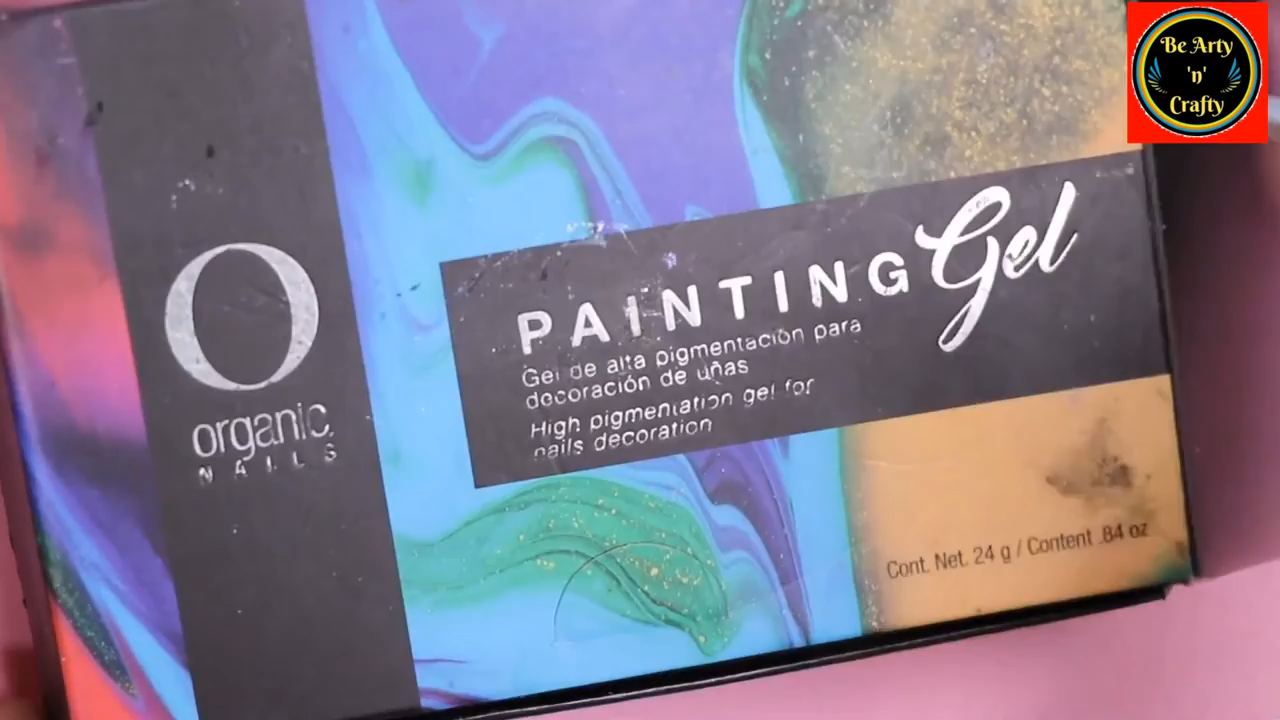 Be Arty
'n'
Crafty
O
organic
NAILS
PAINTING Gel
Gel de alta pigmentación para
decoración de uñas
High pigmentation gel for
nails decoration
Cont. Net. 24 g / Content .84 oz